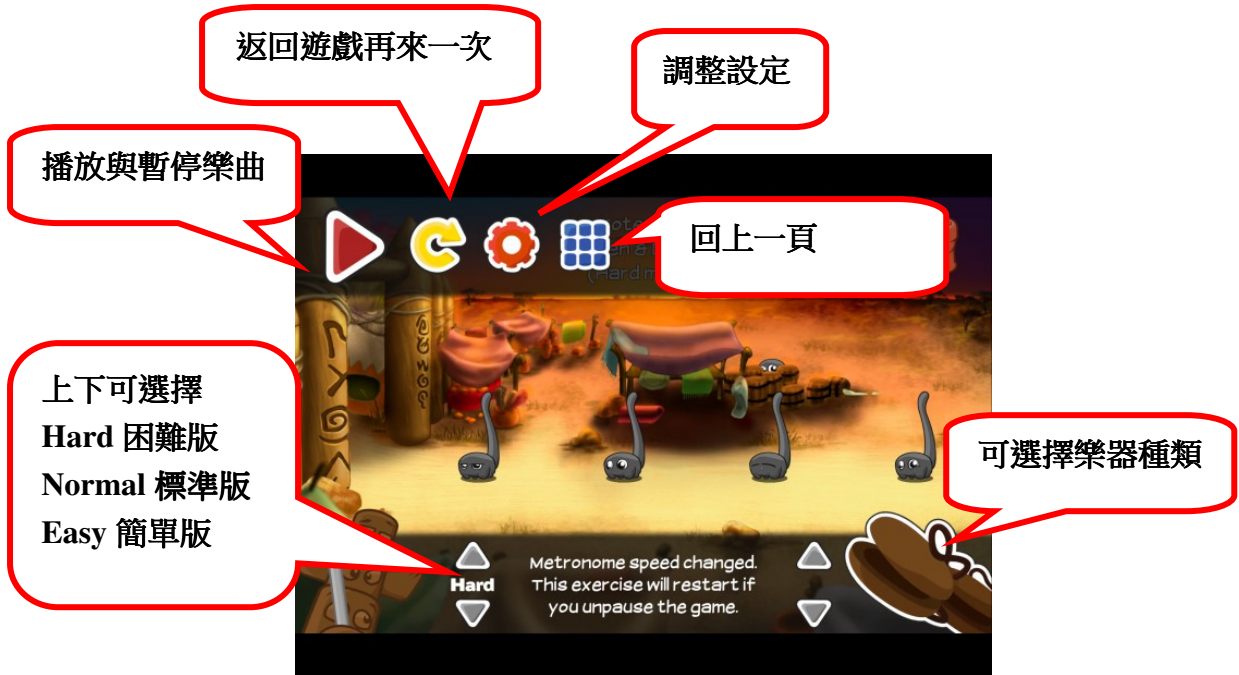 返回遊戲再來一次
調整設定
播放與暫停樂曲
回上一頁
上下可選擇
Hard 困難版
Normal 標準版
Easy 簡單版
可選擇樂器種類
Hard
Metronome speed changed.
This exercise will restart if
you unpause the game.